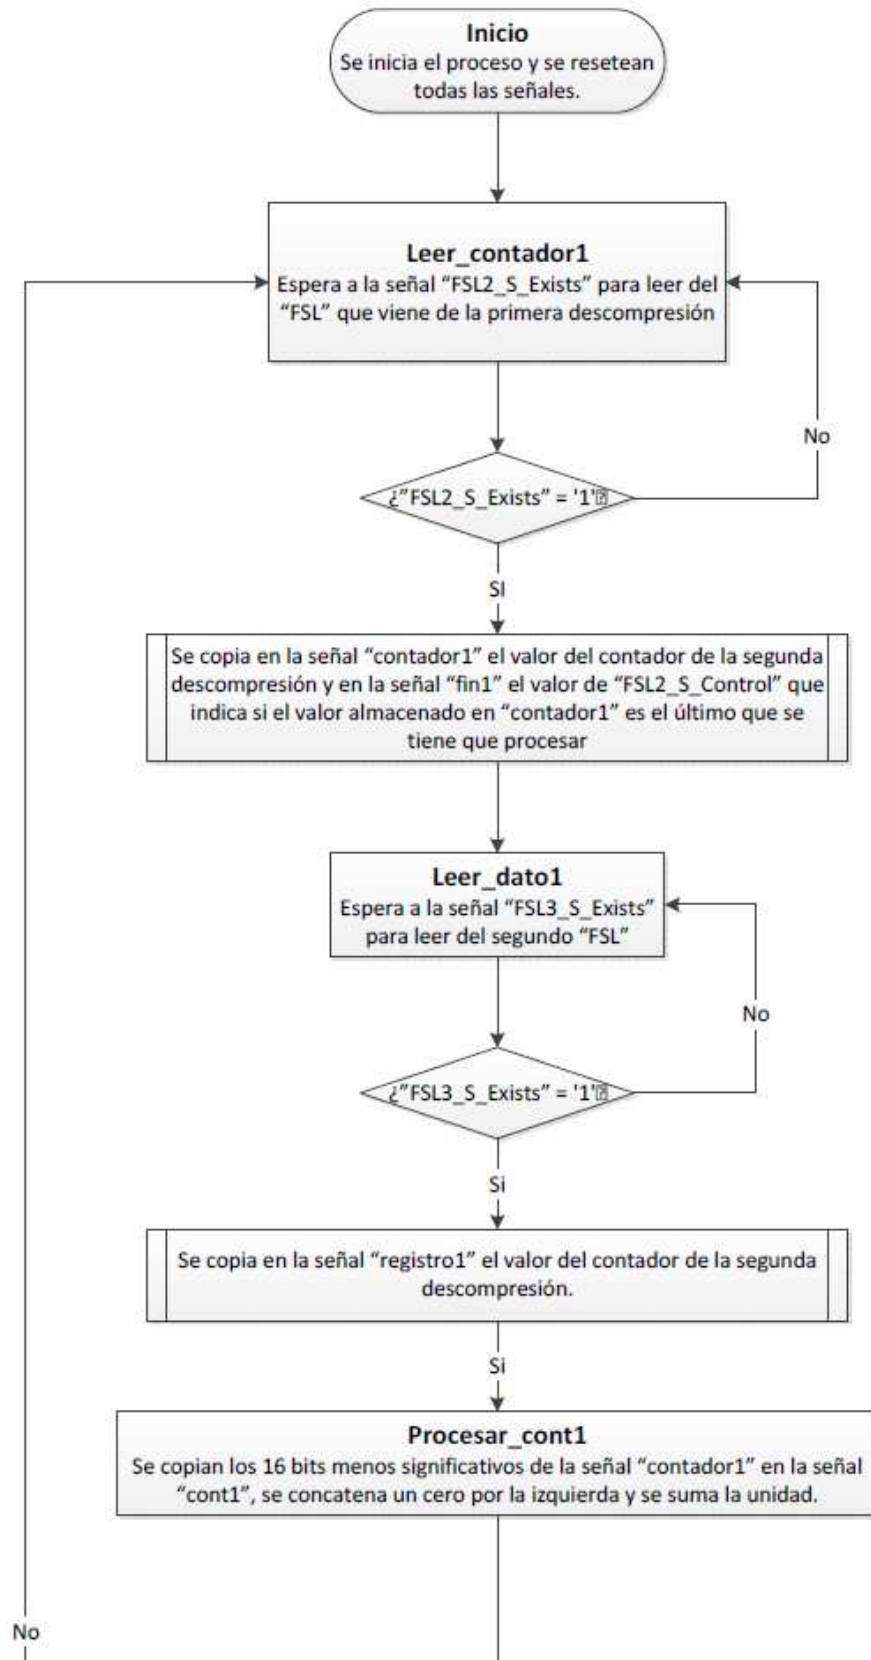 Inicio
Se inicia el proceso y se resetean
todas las señales.
Leer_contador1
Espera a la señal “FSL2_S_Exists” para leer del
“FSL” que viene de la primera descompresión
No
¿”FSL2_S_Exists” = '1'
SI
Se copia en la señal “contador1” el valor del contador de la segunda
descompresión y en la señal “fin1” el valor de “FSL2_S_Control” que
indica si el valor almacenado en “contador1” es el último que se
tiene que procesar
Leer_dato1
Espera a la señal “FSL3_S_Exists”
para leer del segundo “FSL”
No
¿”FSL3_S_Exists” = '1'
Si
Se copia en la señal “registro1” el valor del contador de la segunda
descompresión.
Si
Procesar_cont1
Se copian los 16 bits menos significativos de la señal “contador1” en la señal
“cont1”, se concatena un cero por la izquierda y se suma la unidad.
No